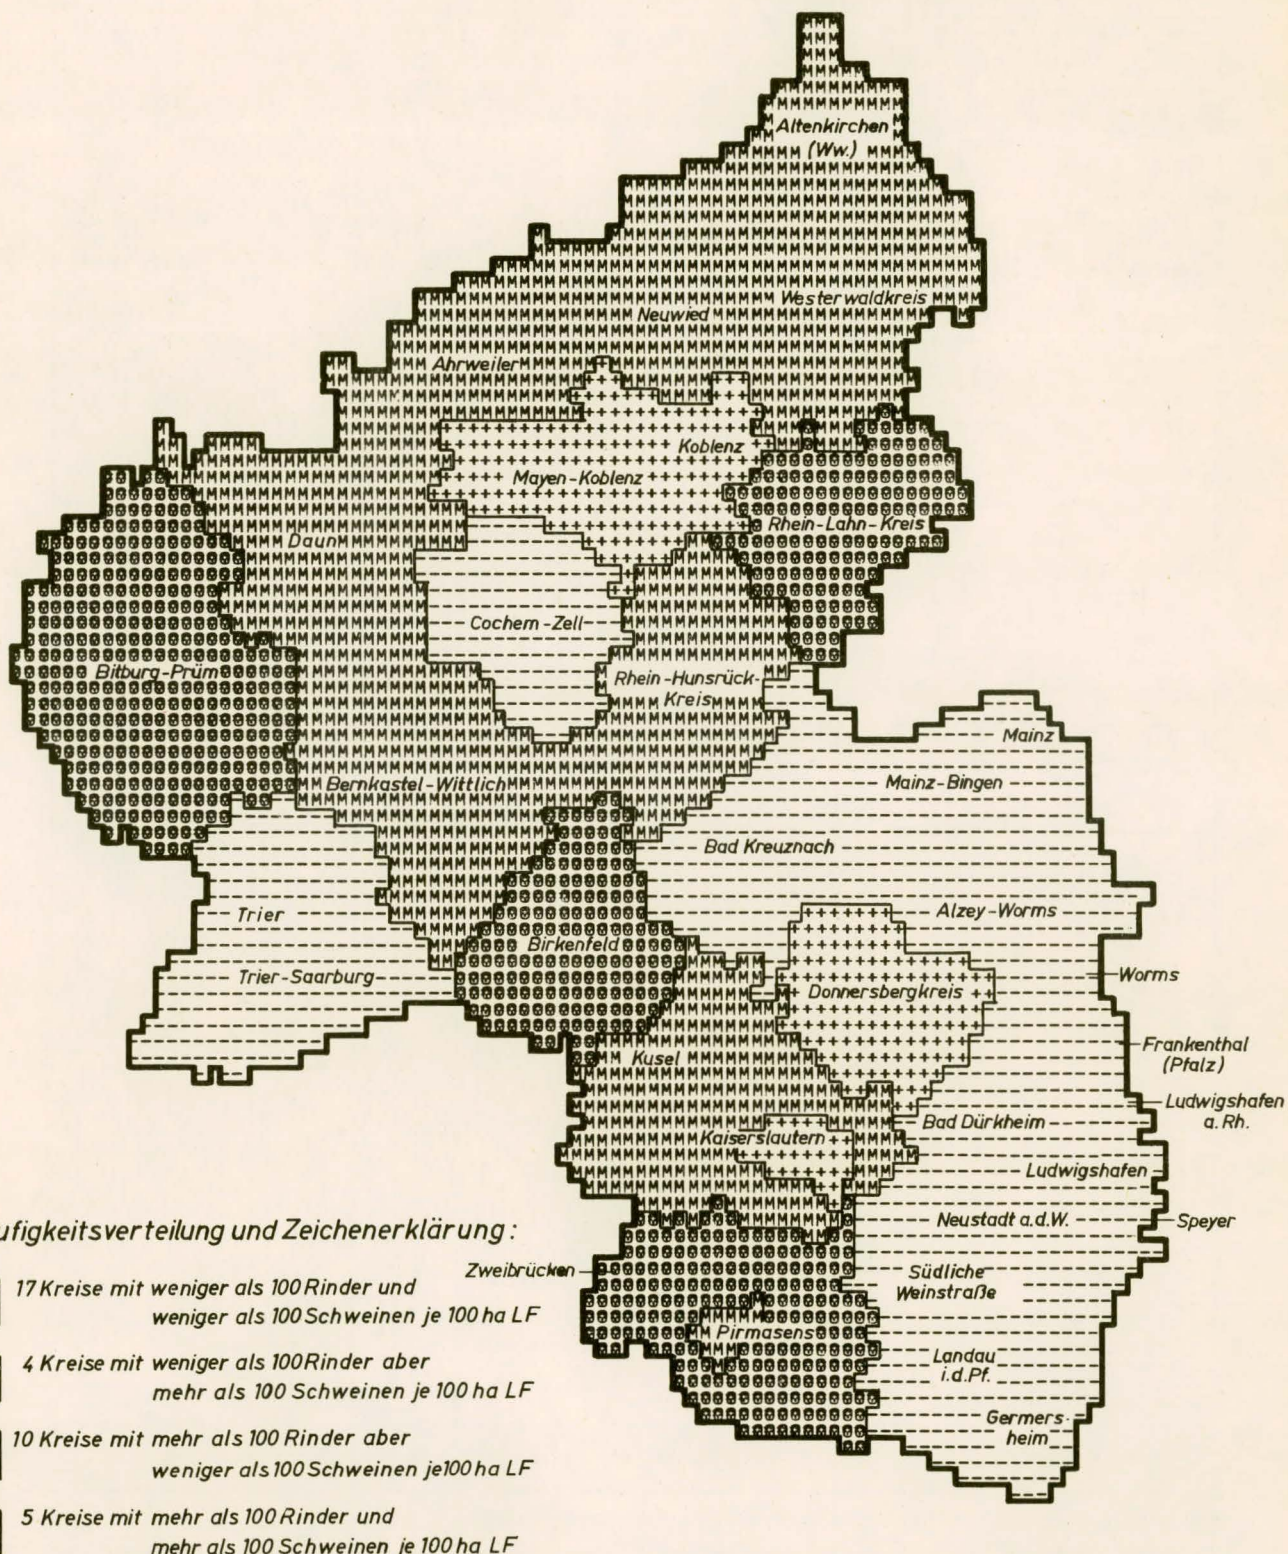 Altenkirchen
(Ww.)
Westerwaldkreis
Neuwied
Ahrweiler
Koblenz
Mayen-Koblenz
Rhein-Lahn-Kreis
Daun
Cochem-Zell
Bitburg-Prüm
Rhein-Hunsrück-
Kreis
Mainz
Bernkastel-Wittlich
Mainz-Bingen
Bad Kreuznach
Trier
Alzey-Worms
Birkenfeld
Trier-Saarburg
Worms
Donnersbergkreis
Kusel
Frankenthal
(Pfalz)
Ludwigshafen
a. Rh.
Bad Dürkheim
Kaiserslautern
Ludwigshafen
Neustadt a.d.W.
Speyer
Zweibrücken
Südliche
Weinstraße
Pirmasens
Landau
i.d.Pf.
Germers-
heim
ufigkeitsverteilung und Zeichenerklärung:
17 Kreise mit weniger als 100 Rinder und
weniger als 100 Schweinen je 100 ha LF
4 Kreise mit weniger als 100 Rinder aber
mehr als 100 Schweinen je 100 ha LF
10 Kreise mit mehr als 100 Rinder aber
weniger als 100 Schweinen je 100 ha LF
5 Kreise mit mehr als 100 Rinder und
mehr als 100 Schweinen je 100 ha LF